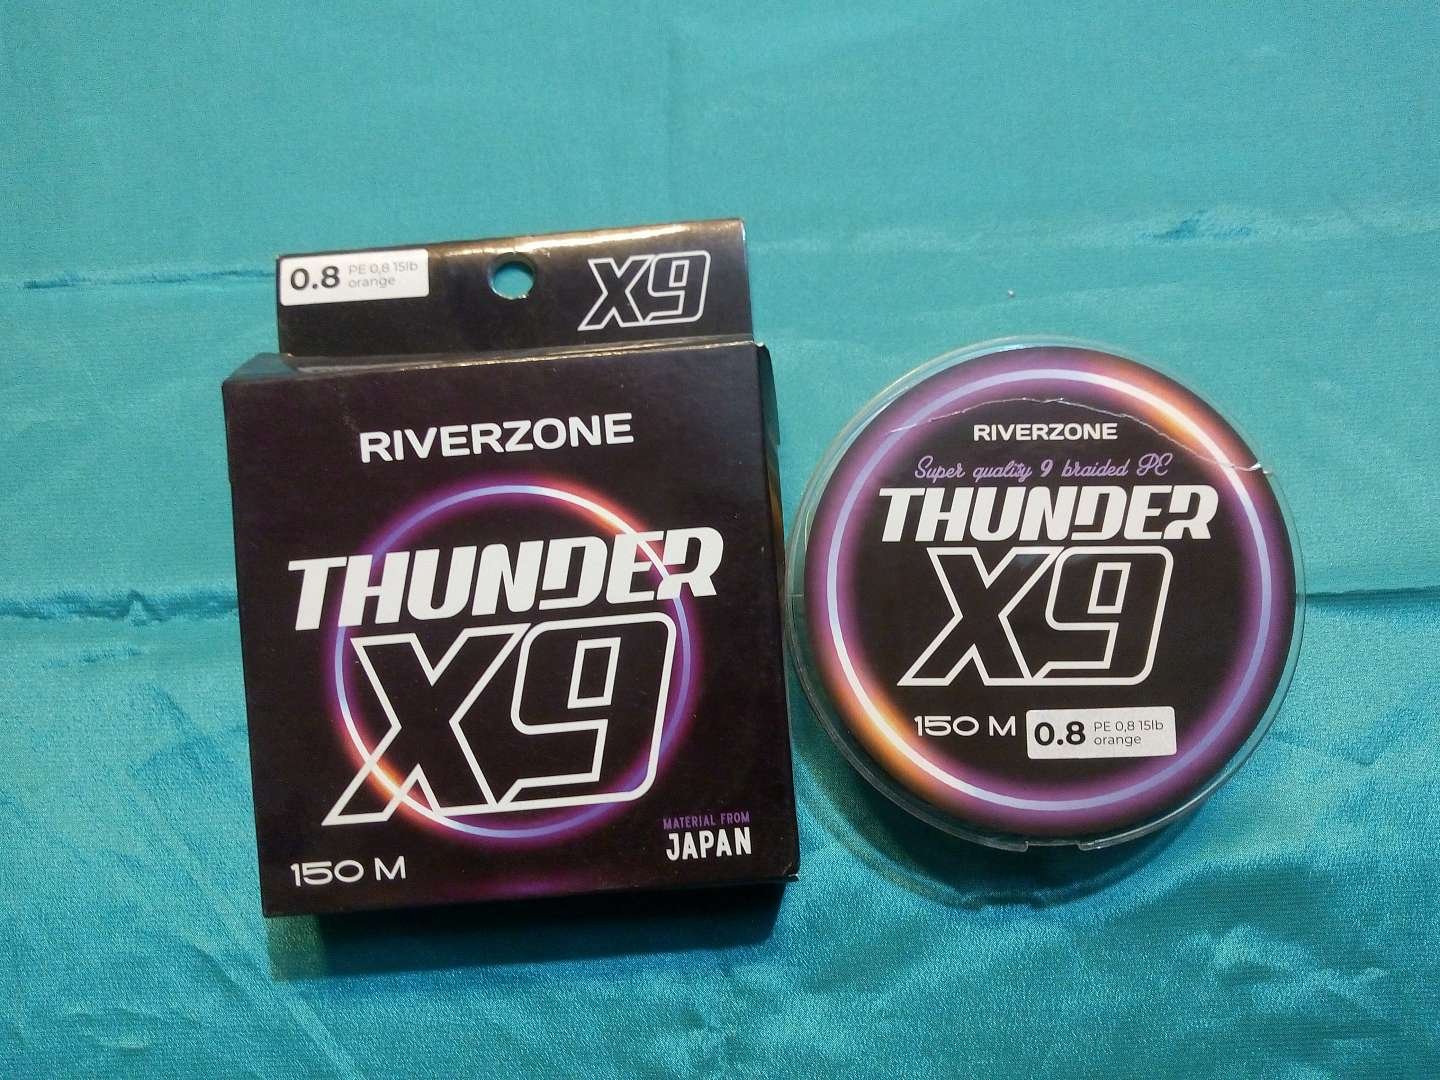 0.8 PE 0,8 15lb
orange
X9
RIVERZONE
THUNDER
X9
MATERIAL FROM
JAPAN
150 M
RIVERZONE
Super quality 9 braided PE
THUNDER
X9
150 M 0.8 PE 0,8 15lb
orange